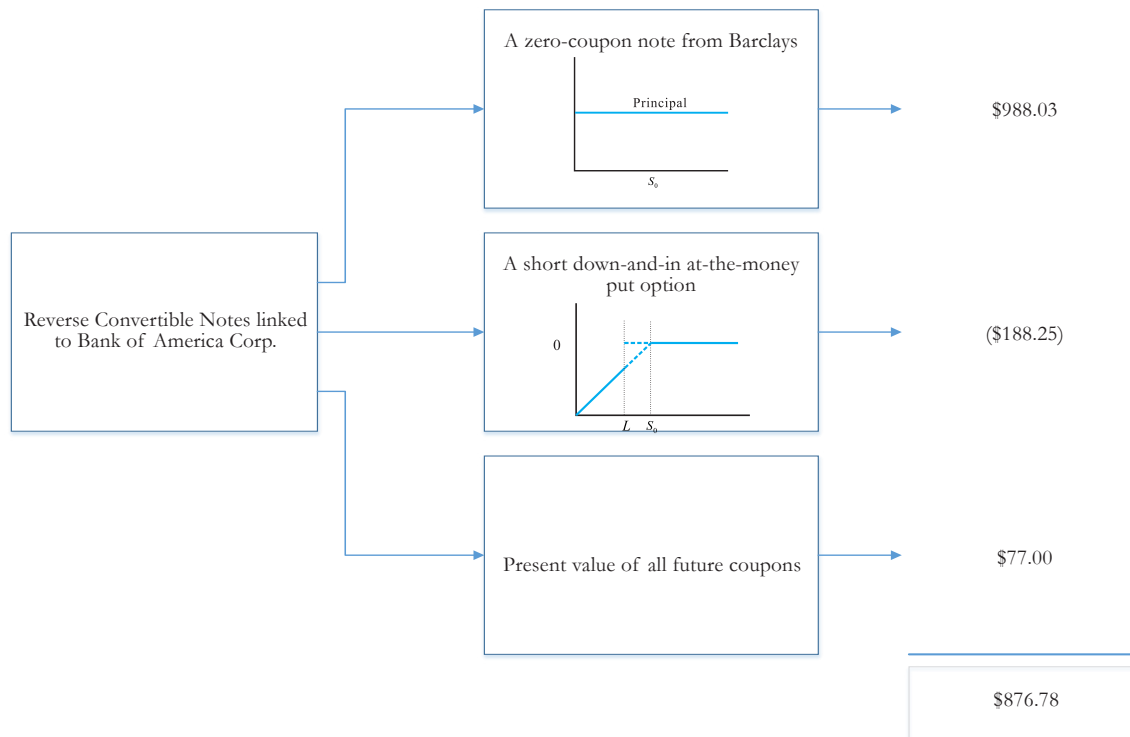 Reverse Convertible Notes linked
to Bank of America Corp.
A zero-coupon note from Barclays
Principal
S₀
$988.03
A short down-and-in at-the-money
put option
0
L S₀
($188.25)
Present value of all future coupons
$77.00
$876.78